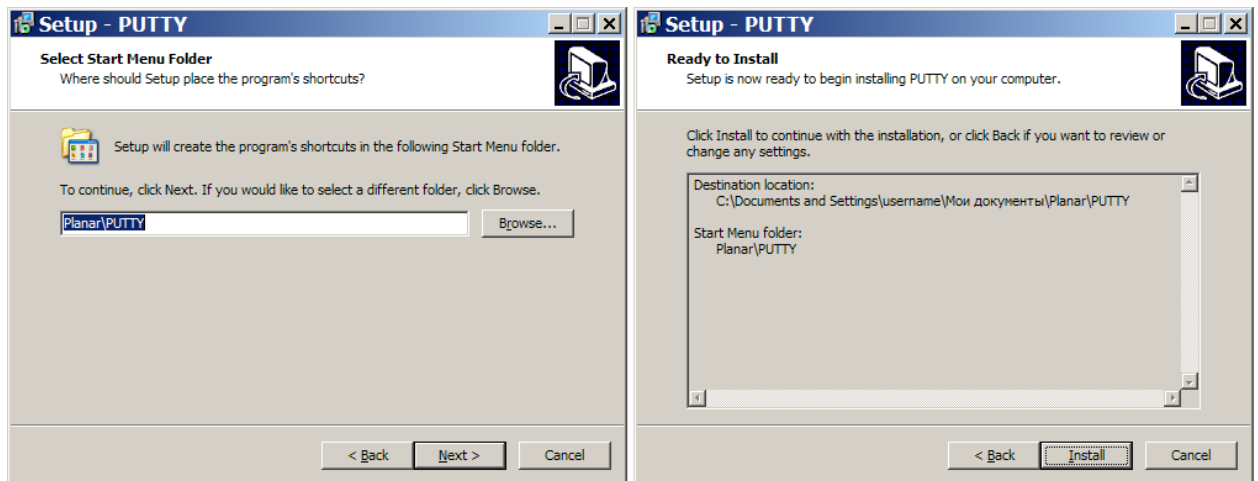 Setup - PUTTY
Select Start Menu Folder
Where should Setup place the program's shortcuts?
Setup will create the program's shortcuts in the following Start Menu folder.
To continue, click Next. If you would like to select a different folder, click Browse.
Planar\PUTTY
Browse...
< Back
Next >
Cancel
Setup - PUTTY
Ready to Install
Setup is now ready to begin installing PUTTY on your computer.
Click Install to continue with the installation, or click Back if you want to review or
change any settings.
Destination location:
C:\Documents and Settings\username\Мои документы\Planar\PUTTY
Start Menu folder:
Planar\PUTTY
< Back
Install
Cancel